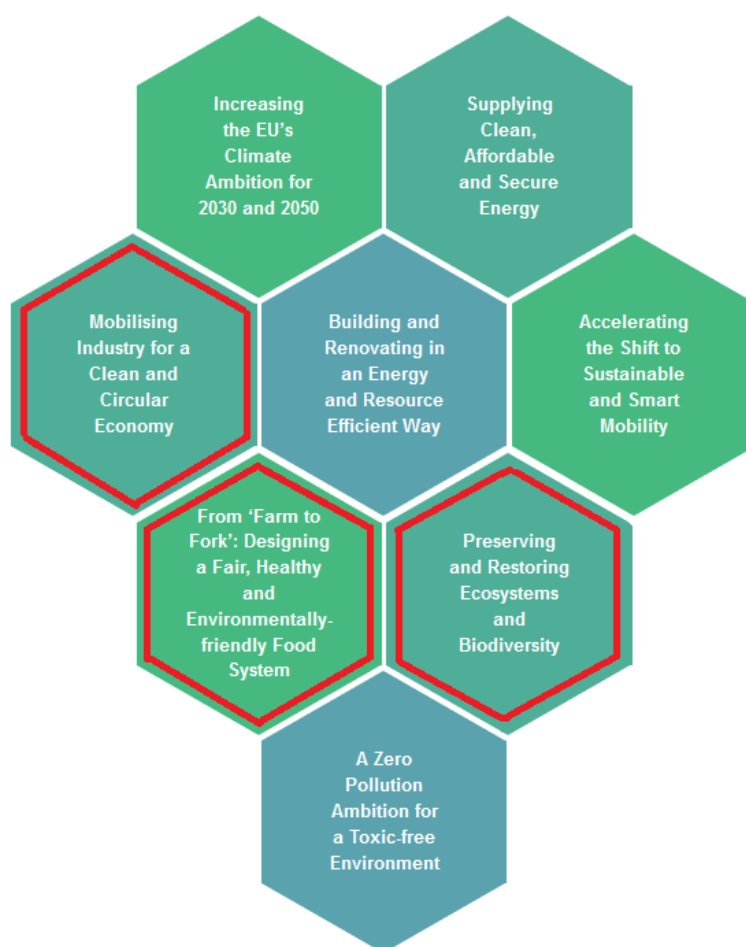 Increasing
the EU’s
Climate
Ambition for
2030 and 2050
Supplying
Clean,
Affordable
and Secure
Energy
Mobilising
Industry for a
Clean and
Circular
Economy
Building and
Renovating in
an Energy
and Resource
Efficient Way
Accelerating
the Shift to
Sustainable
and Smart
Mobility
From ‘Farm to
Fork’: Designing
a Fair, Healthy
and
Environmentally-
friendly Food
System
Preserving
and Restoring
Ecosystems
and
Biodiversity
A Zero
Pollution
Ambition for
a Toxic-free
Environment